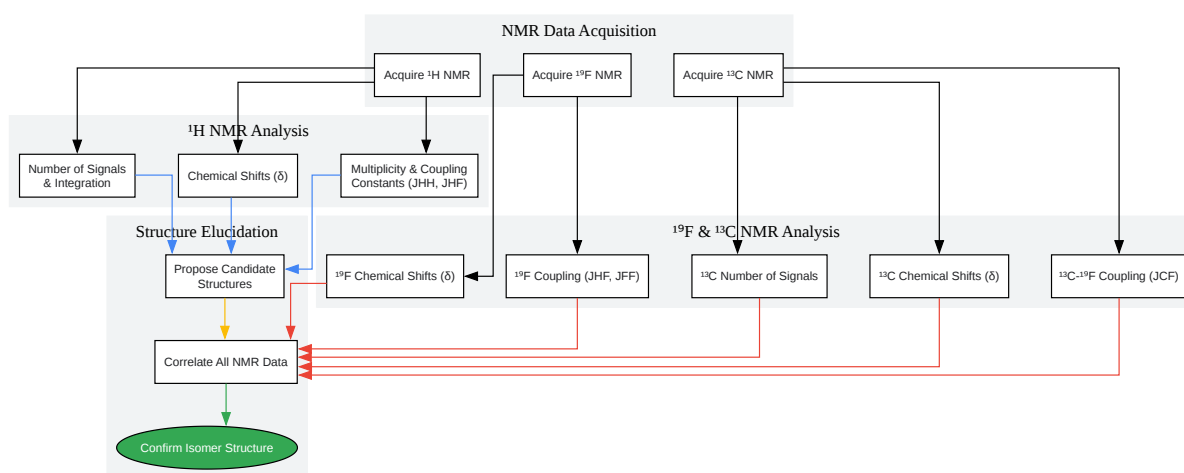 NMR Data Acquisition
Acquire ¹H NMR
Acquire ¹⁹F NMR
Acquire ¹³C NMR
¹H NMR Analysis
Number of Signals
& Integration
Chemical Shifts (δ)
Multiplicity & Coupling
Constants (JHH, JHF)
Structure Elucidation
¹⁹F & ¹³C NMR Analysis
Propose Candidate
Structures
¹⁹F Chemical Shifts (δ)
¹⁹F Coupling (JHF, JFF)
¹³C Number of Signals
¹³C Chemical Shifts (δ)
¹³C-¹⁹F Coupling (JCF)
Correlate All NMR Data
Confirm Isomer Structure